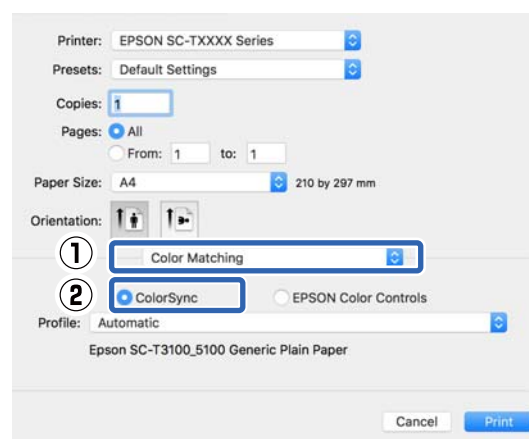 Printer: EPSON SC-TXXXX Series
Presets: Default Settings
Copies: 1
Pages: All
From: 1 to: 1
Paper Size: A4 210 by 297 mm
Orientation:
① Color Matching
② ColorSync EPSON Color Controls
Profile: Automatic
Epson SC-T3100_5100 Generic Plain Paper
Cancel Print